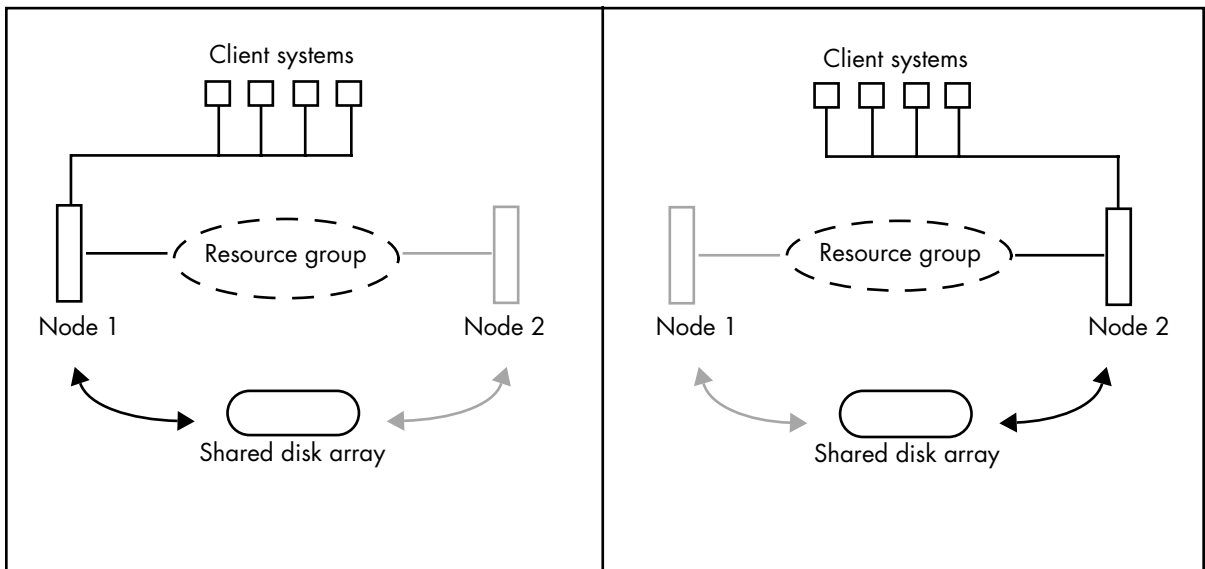 Client systems
Resource group
Node 1
Node 2
Shared disk array
Client systems
Resource group
Node 1
Node 2
Shared disk array